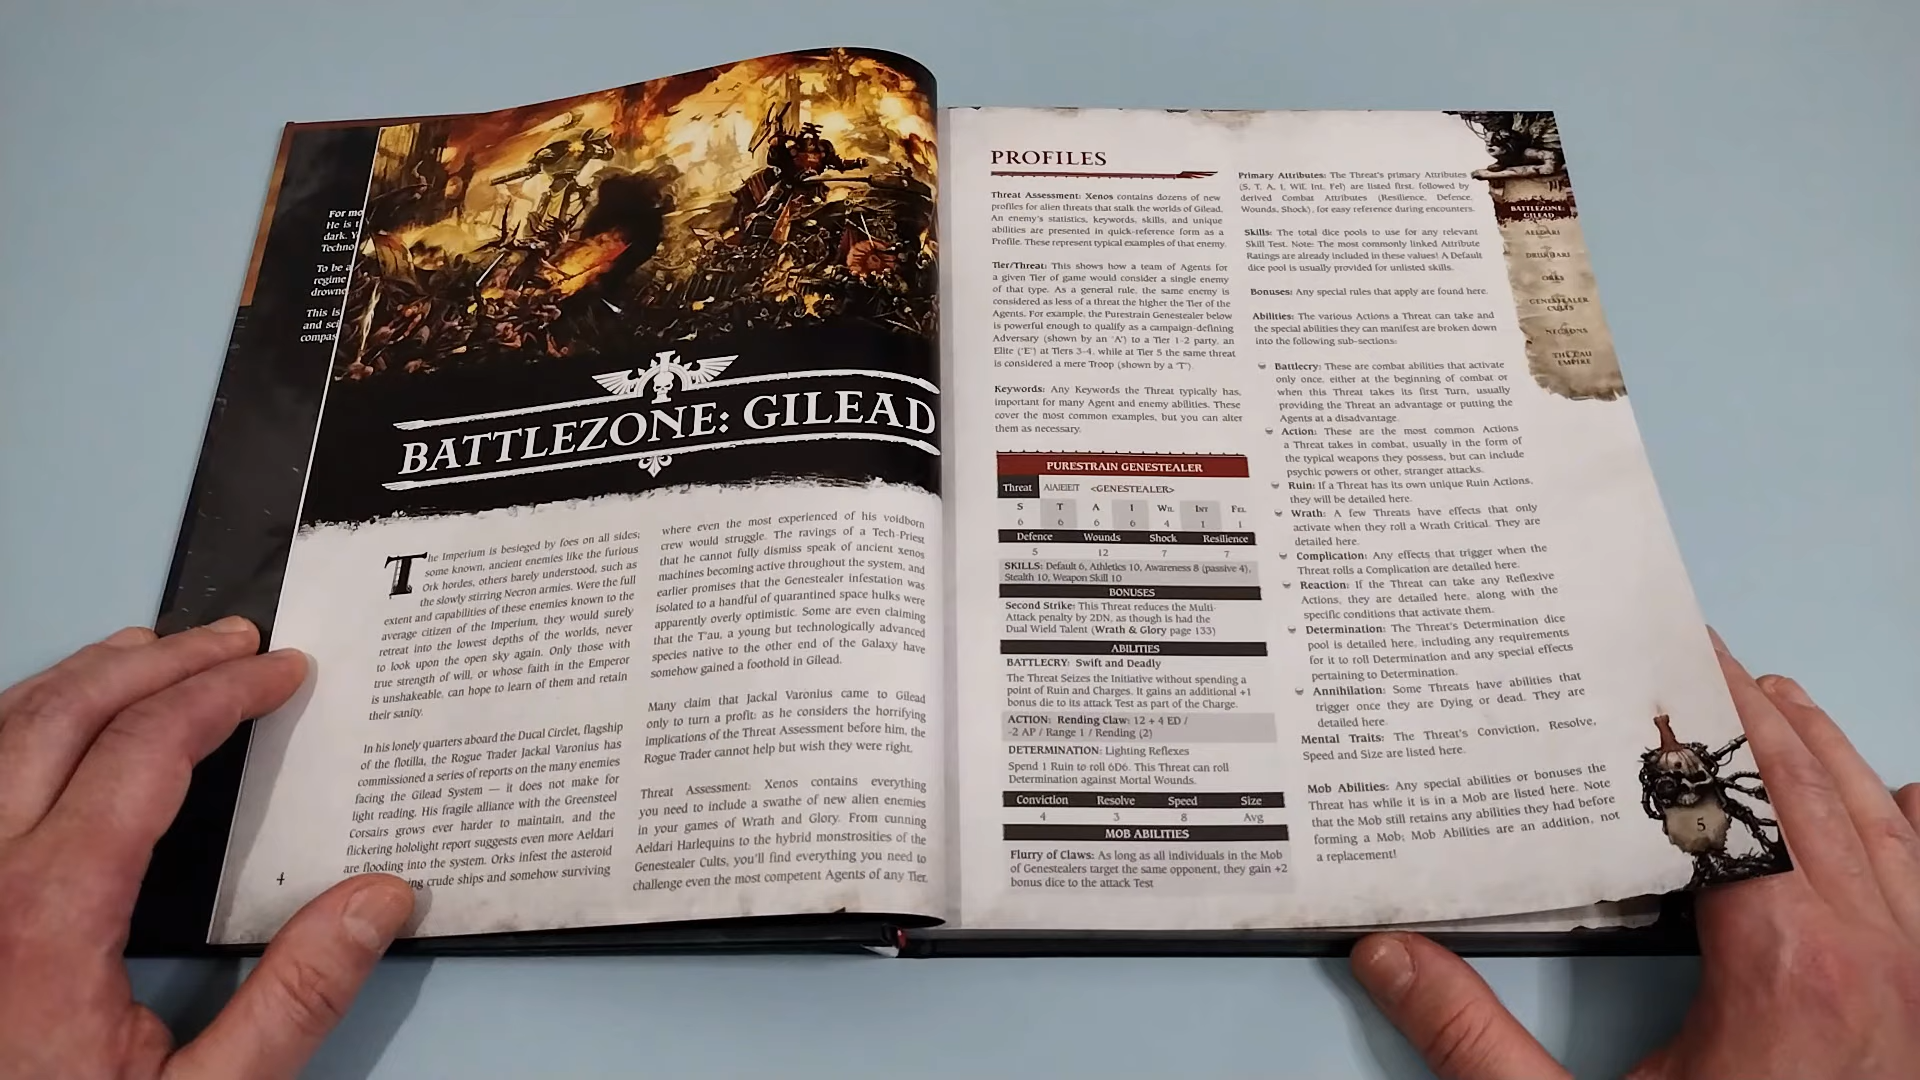 For mo
He is
dark.
Techno
To be a
regime
drowne
This is
and sci
compas
BATTLEZONE: GILEAD
The Imperium is besieged by foes on all sides;
some known, ancient enemies like the furious
Ork hordes, others barely understood, such as
the slowly stirring Necron armies. Were the full
extent and capabilities of these enemies known to the
average citizen of the Imperium, they would surely
retreat into the lowest depths of the worlds, never
to look upon the open sky again. Only those with
true strength of will, or whose faith in the Emperor
is unshakeable, can hope to learn of them and retain
their sanity.
In his lonely quarters aboard the Ducal Circlet, flagship
of the flotilla, the Rogue Trader Jackal Varonius has
commissioned a series of reports on the many enemies
facing the Gilead System — it does not make for
light reading. His fragile alliance with the Greensteel
Corsairs grows ever harder to maintain, and the
flickering hololight report suggests even more Aeldari
are flooding into the system. Orks infest the asteroid
ing crude ships and somehow surviving
where even the most experienced of his voidborn
crew would struggle. The ravings of a Tech-Priest
that he cannot fully dismiss speak of ancient xenos
machines becoming active throughout the system, and
earlier promises that the Genestealer infestation was
isolated to a handful of quarantined space hulks were
apparently overly optimistic. Some are even claiming
that the T'au, a young but technologically advanced
species native to the other end of the Galaxy have
somehow gained a foothold in Gilead.
Many claim that Jackal Varonius came to Gilead
only to turn a profit; as he considers the horrifying
implications of the Threat Assessment before him, the
Rogue Trader cannot help but wish they were right.
Threat Assessment: Xenos contains everything
you need to include a swathe of new alien enemies
in your games of Wrath and Glory. From cunning
Aeldari Harlequins to the hybrid monstrosities of the
Genestealer Cults, you'll find everything you need to
challenge even the most competent Agents of any Tier.
4
PROFILES
Threat Assessment: Xenos contains dozens of new
profiles for alien threats that stalk the worlds of Gilead.
An enemy's statistics, keywords, skills, and unique
abilities are presented in quick-reference form as a
Profile. These represent typical examples of that enemy.
Tier/Threat: This shows how a team of Agents for
a given Tier of game would consider a single enemy
of that type. As a general rule, the same enemy is
considered as less of a threat the higher the Tier of the
Agents. For example, the Purestrain Genestealer below
is powerful enough to qualify as a campaign-defining
Adversary (shown by an 'A') to a Tier 1-2 party, an
Elite ('E') at Tiers 3-4, while at Tier 5 the same threat
is considered a mere Troop (shown by a 'T').
Keywords: Any Keywords the Threat typically has,
important for many Agent and enemy abilities. These
cover the most common examples, but you can alter
them as necessary.
PURESTRAIN GENESTEALER
Threat A|A|E|E|T <GENESTEALER>
S T A I Wil Int Fel
6 6 6 6 4 1 1
Defence Wounds Shock Resilience
5 12 7 7
SKILLS: Default 6, Athletics 10, Awareness 8 (passive 4),
Stealth 10, Weapon Skill 10
BONUSES
Second Strike: This Threat reduces the Multi-
Attack penalty by 2DN, as though is had the
Dual Wield Talent (Wrath & Glory page 133)
ABILITIES
BATTLECRY: Swift and Deadly
The Threat Seizes the Initiative without spending a
point of Ruin and Charges. It gains an additional +1
bonus die to its attack Test as part of the Charge.
ACTION: Rending Claw: 12 + 4 ED /
-2 AP / Range 1 / Rending (2)
DETERMINATION: Lighting Reflexes
Spend 1 Ruin to roll 6D6. This Threat can roll
Determination against Mortal Wounds.
Conviction Resolve Speed Size
4 3 8 Avg
MOB ABILITIES
Flurry of Claws: As long as all individuals in the Mob
of Genestealers target the same opponent, they gain +2
bonus dice to the attack Test
Primary Attributes: The Threat's primary Attributes
(S, T, A, I, Wil, Int, Fel) are listed first, followed by
derived Combat Attributes (Resilience, Defence,
Wounds, Shock), for easy reference during encounters.
Skills: The total dice pools to use for any relevant
Skill Test. Note: The most commonly linked Attribute
Ratings are already included in these values! A Default
dice pool is usually provided for unlisted skills.
Bonuses: Any special rules that apply are found here.
Abilities: The various Actions a Threat can take and
the special abilities they can manifest are broken down
into the following sub-sections:
Battlecry: These are combat abilities that activate
only once, either at the beginning of combat or
when this Threat takes its first Turn, usually
providing the Threat an advantage or putting the
Agents at a disadvantage.
Action: These are the most common Actions
a Threat takes in combat, usually in the form of
the typical weapons they possess, but can include
psychic powers or other, stranger attacks.
Ruin: If a Threat has its own unique Ruin Actions,
they will be detailed here.
Wrath: A few Threats have effects that only
activate when they roll a Wrath Critical. They are
detailed here.
Complication: Any effects that trigger when the
Threat rolls a Complication are detailed here.
Reaction: If the Threat can take any Reflexive
Actions, they are detailed here, along with the
specific conditions that activate them.
Determination: The Threat's Determination dice
pool is detailed here, including any requirements
for it to roll Determination and any special effects
pertaining to Determination.
Annihilation: Some Threats have abilities that
trigger once they are Dying or dead. They are
detailed here.
Mental Traits: The Threat's Conviction, Resolve,
Speed and Size are listed here.
Mob Abilities: Any special abilities or bonuses the
Threat has while it is in a Mob are listed here. Note
that the Mob still retains any abilities they had before
forming a Mob; Mob Abilities are an addition, not
a replacement!
BATTLEZONE:
GILEAD
AELDARI
DRUKHARI
ORKS
GENESTEALER
CULTS
NECRONS
THE T'AU
EMPIRE
5